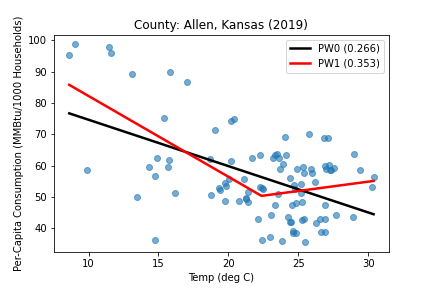 County: Allen, Kansas (2019)
Per-Capita Consumption (MMBtu/1000 Households)
100
90
80
70
60
50
40
PW0 (0.266)
PW1 (0.353)
10
15
20
25
30
Temp (deg C)